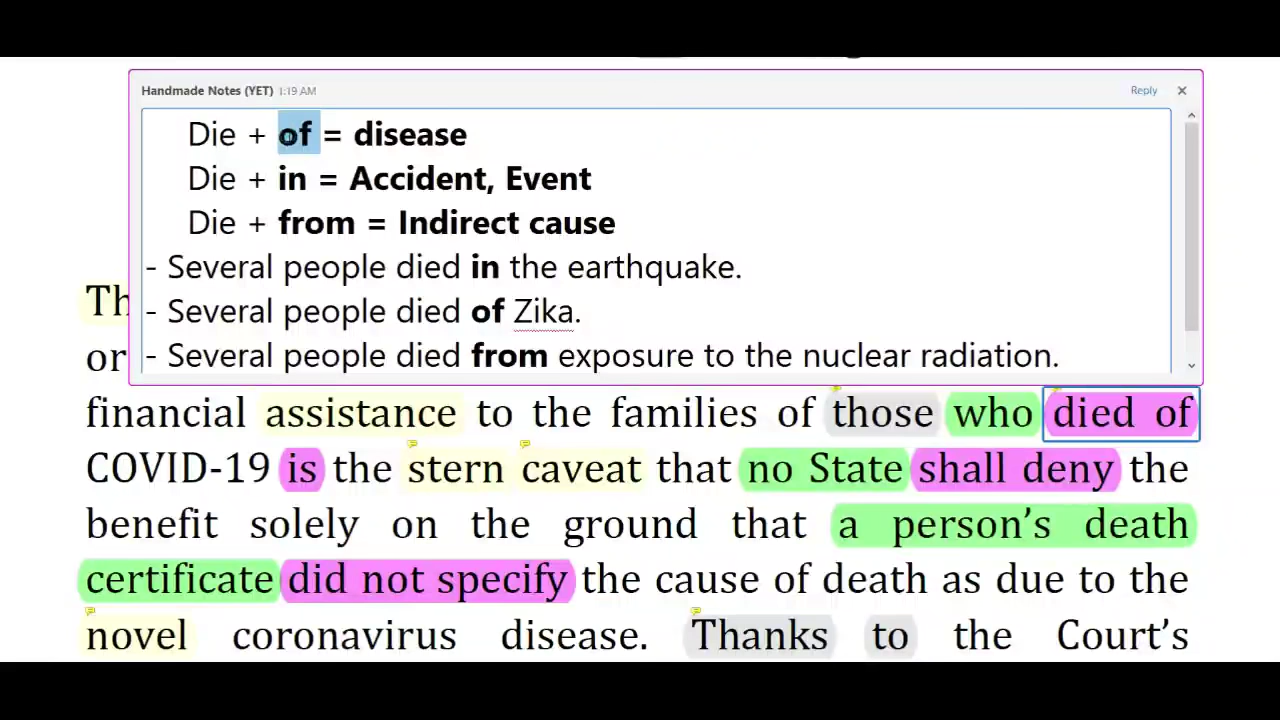 Handmade Notes (YET) 1:19 AM Reply
Die + of = disease
Die + in = Accident, Event
Die + from = Indirect cause
- Several people died in the earthquake.
- Several people died of Zika.
- Several people died from exposure to the nuclear radiation.
Th
or
financial assistance to the families of those who died of
COVID-19 is the stern caveat that no State shall deny the
benefit solely on the ground that a person’s death
certificate did not specify the cause of death as due to the
novel coronavirus disease. Thanks to the Court’s